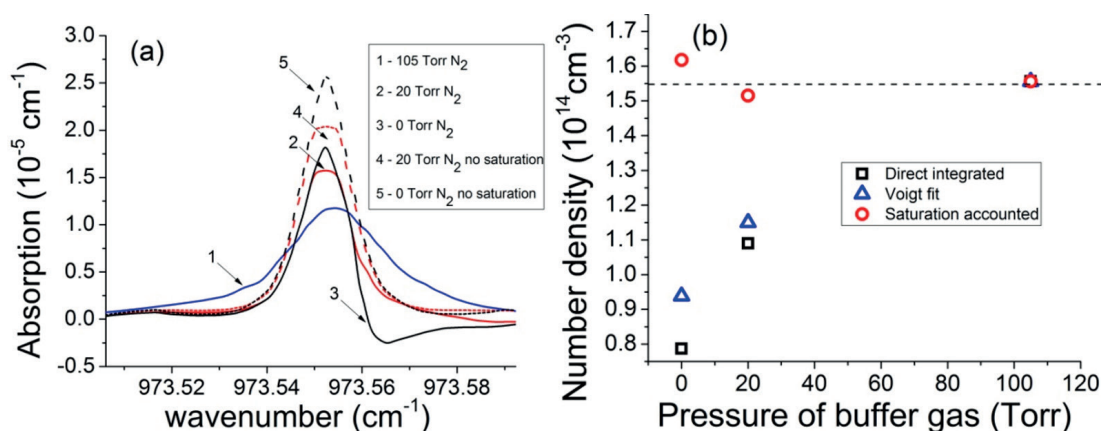 (a)
1 - 105 Torr N2
2 - 20 Torr N2
3 - 0 Torr N2
4 - 20 Torr N2 no saturation
5 - 0 Torr N2 no saturation
5
4
2
1
3
3.0
2.5
2.0
1.5
1.0
0.5
0.0
-0.5
Absorption (10-5 cm-1)
973.52 973.54 973.56 973.58
wavenumber (cm-1)
(b)
Direct integrated
Voigt fit
Saturation accounted
1.7
1.6
1.5
1.4
1.3
1.2
1.1
1.0
0.9
0.8
Number density (1014cm-3)
0 20 40 60 80 100 120
Pressure of buffer gas (Torr)